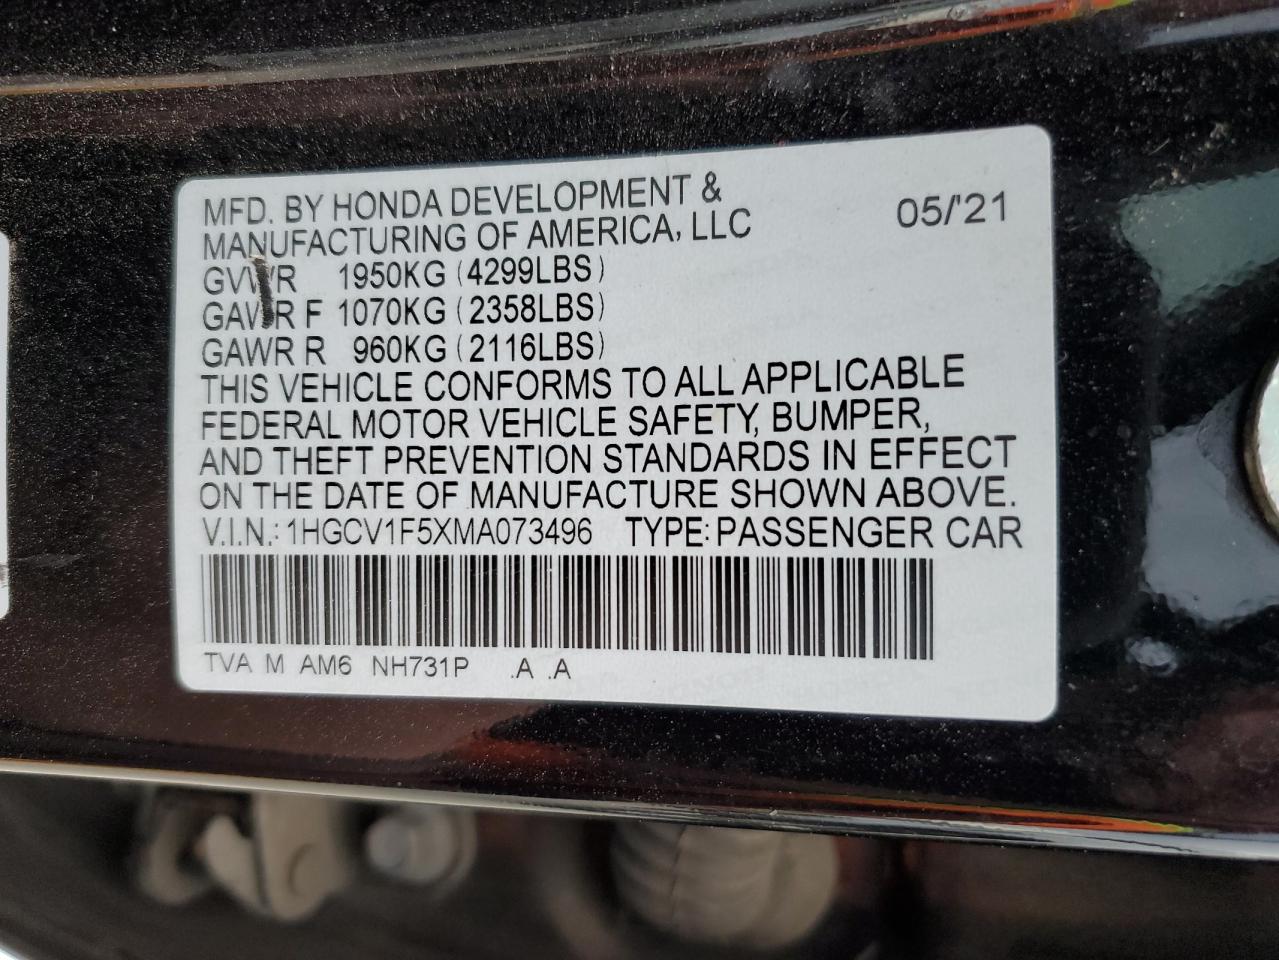 MFD. BY HONDA DEVELOPMENT &
MANUFACTURING OF AMERICA, LLC 05/'21
GVWR 1950KG (4299LBS)
GAWR F 1070KG (2358LBS)
GAWR R 960KG (2116LBS)
THIS VEHICLE CONFORMS TO ALL APPLICABLE
FEDERAL MOTOR VEHICLE SAFETY, BUMPER,
AND THEFT PREVENTION STANDARDS IN EFFECT
ON THE DATE OF MANUFACTURE SHOWN ABOVE.
V.I.N.: 1HGCV1F5XMA073496 TYPE: PASSENGER CAR
TVA M AM6 NH731P .A .A